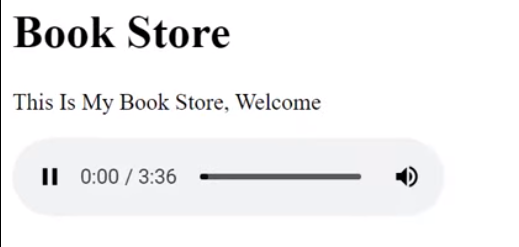 Book Store
This Is My Book Store, Welcome
0:00 / 3:36